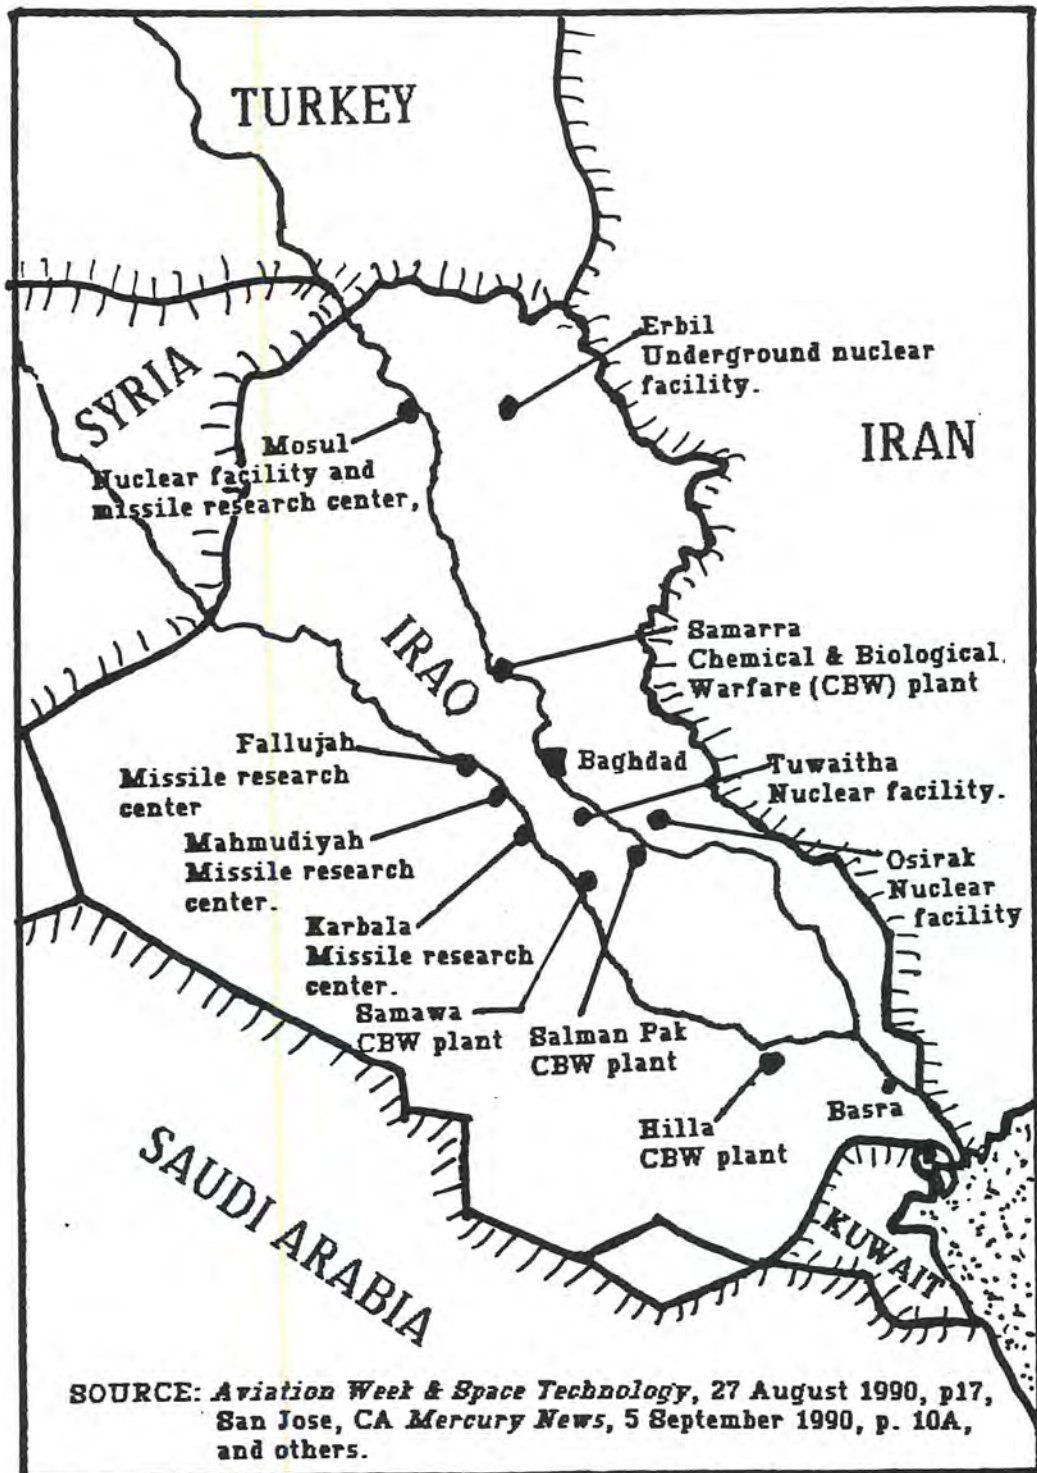 TURKEY
Erbil
Underground nuclear
facility.
SYRIA
IRAN
Mosul
Nuclear facility and
missile research center,
IRAQ
Samarra
Chemical & Biological
Warfare (CBW) plant
Fallujah
Missile research
center
Baghdad
Tuwaitha
Nuclear facility.
Mahmudiyah
Missile research
center.
Osirak
Nuclear
facility
Karbala
Missile research
center.
Samawa
CBW plant
Salman Pak
CBW plant
Hilla
CBW plant
Basra
SAUDI ARABIA
KUWAIT
SOURCE: Aviation Week & Space Technology, 27 August 1990, p17,
San Jose, CA Mercury News, 5 September 1990, p. 10A,
and others.